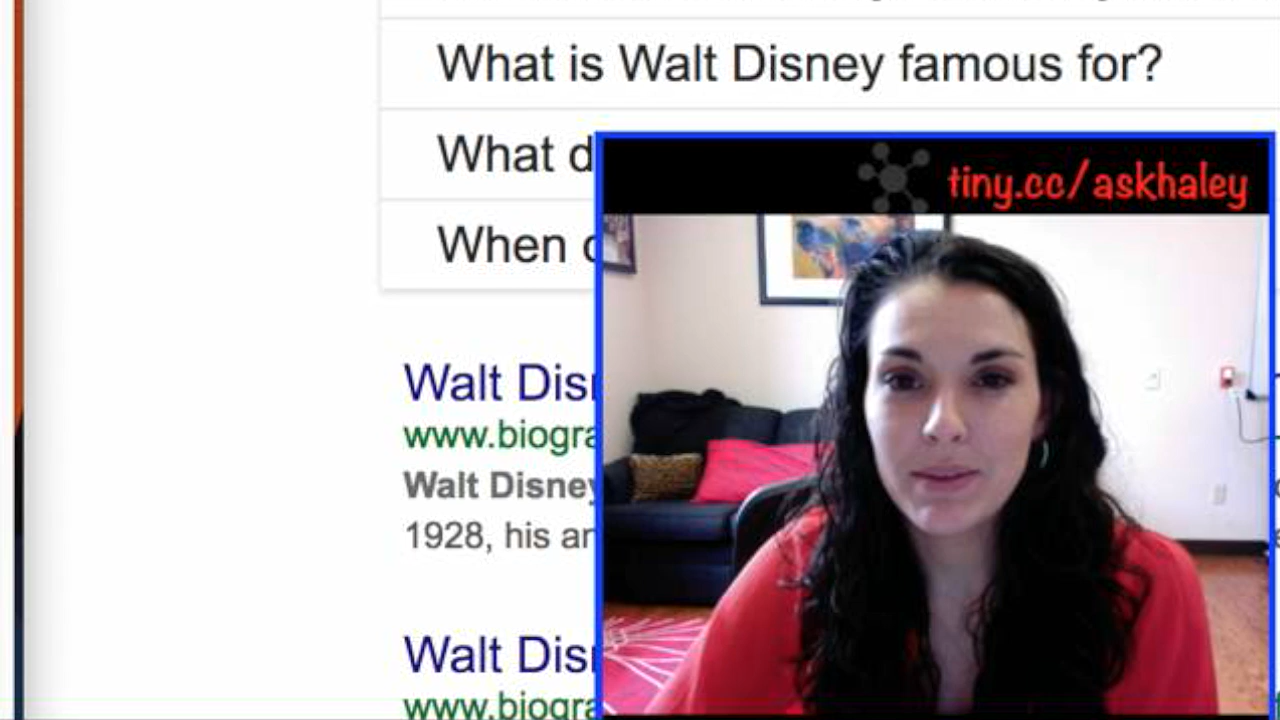 What is Walt Disney famous for?
What d
tiny.cc/askhaley
When
Walt Dis
www.biogra
Walt Disney
1928, his an
Walt Dis
www.biogra